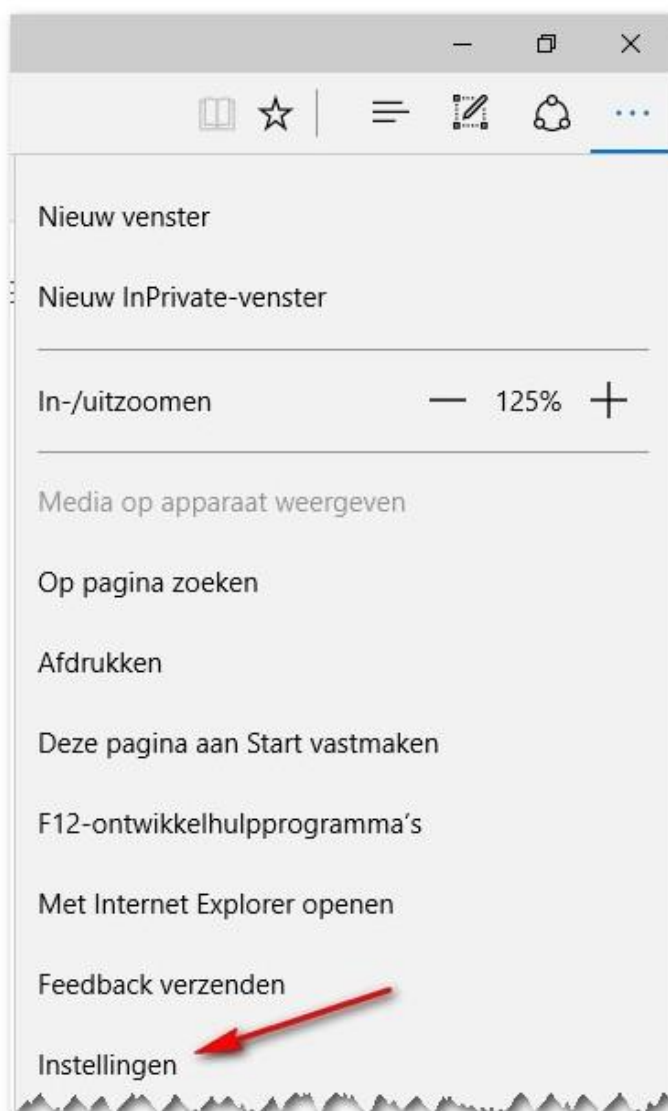 Nieuw venster
Nieuw InPrivate-venster
In-/uitzoomen — 125% +
Media op apparaat weergeven
Op pagina zoeken
Afdrukken
Deze pagina aan Start vastmaken
F12-ontwikkelhulpprogramma's
Met Internet Explorer openen
Feedback verzenden
Instellingen